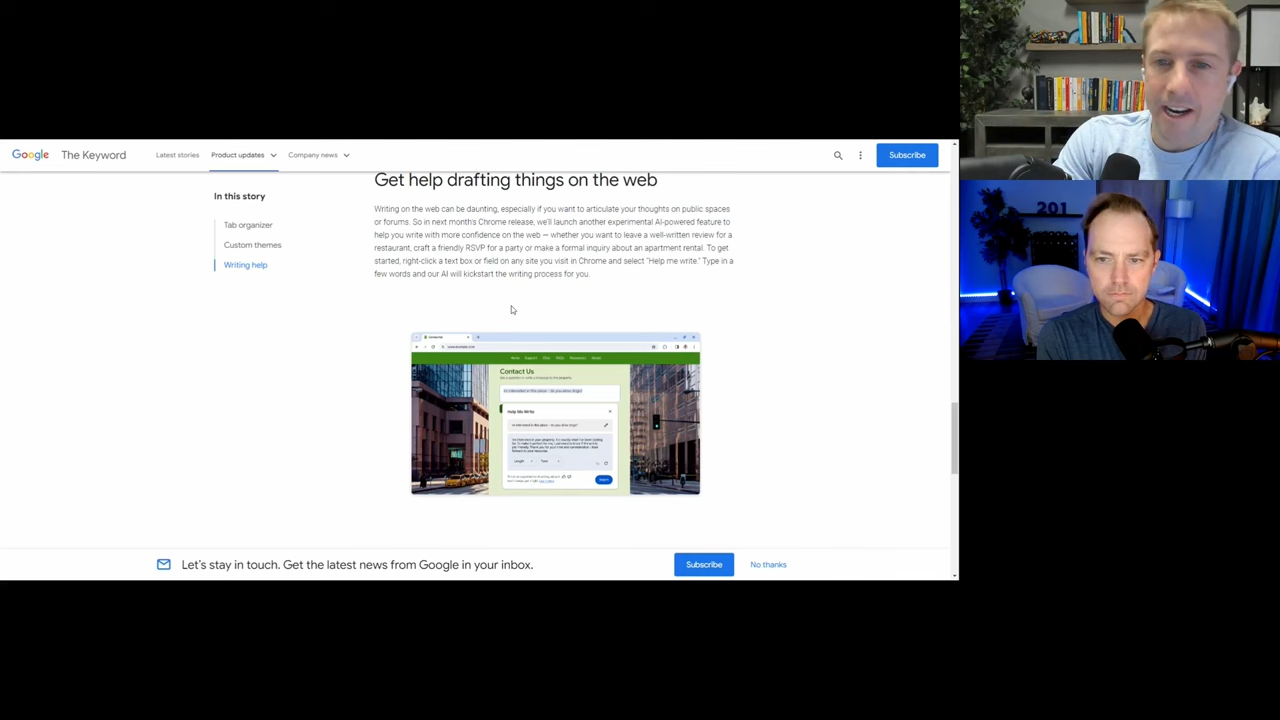 201
Google The Keyword Latest stories Product updates Company news Subscribe
In this story
Tab organizer
Custom themes
Writing help
Get help drafting things on the web
Writing on the web can be daunting, especially if you want to articulate your thoughts on public spaces
or forums. So in next month's Chrome release, we'll launch another experimental AI-powered feature to
help you write with more confidence on the web — whether you want to leave a well-written review for a
restaurant, craft a friendly RSVP for a party or make a formal inquiry about an apartment rental. To get
started, right-click a text box or field on any site you visit in Chrome and select "Help me write." Type in a
few words and our AI will kickstart the writing process for you.
Contact Us
Help Me Write
Length Tone
Let's stay in touch. Get the latest news from Google in your inbox. Subscribe No thanks